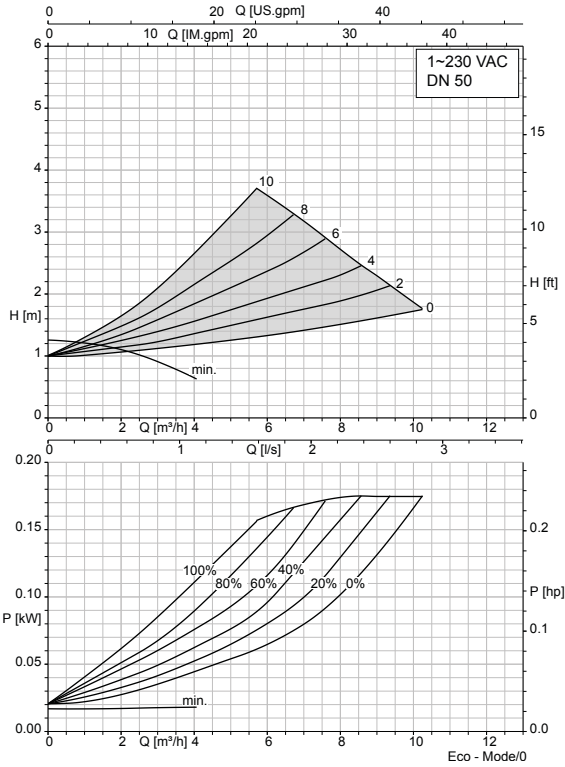 0 20 Q [US.gpm] 40
0 10 Q [IM.gpm] 20 30 40
6
1~230 VAC
DN 50
5
15
4
10
8
3
10
6
4
H [ft]
2
2
0
H [m]
5
1
min.
0
0
0 2 Q [m³/h] 4 6 8 10 12
0 1 Q [l/s] 2 3
0.20
0.15
0.2
100%
80% 60% 40% 20% 0%
0.10
P [hp]
P [kW]
0.1
0.05
min.
0.00
0.0
0 2 Q [m³/h] 4 6 8 10 12
Eco - Mode/0